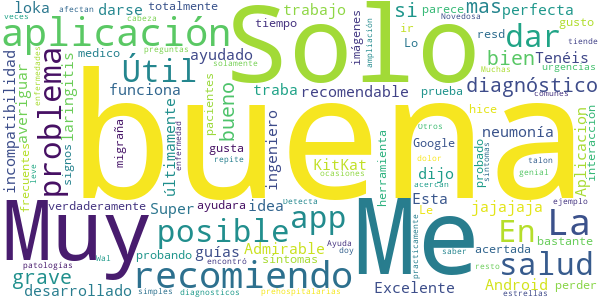 veces afectan cabeza totalmente tiempo trabajo imágenes ampliación Lo ir si parece mas Novedosa perfecta gusto tiende
loka darse preguntas medico ayudado solamente
aplicación Solo dar
enfermedades bien Tenéis urgencias
incompatibilidad problema averiguar laringitis Útil resd diagnóstico
funciona bueno traba recomendable prueba Muchas comunes
signos frecuentes leve migraña últimamente enfermedad pacientes ingeniero buena hice neumonía Aplicacion interacción
gusta repite KitKat ocasiones herramienta Otros dolor Google dijo acercan probado síntomas talon genial
verdaderamente Super ayudara idea Detecta Esta Le jajajaja ejemplo
Muy posible app Me En La
Admirable Ayuda doy practicamente saber acertada bastante
probando guías síntomas
patologías Wal encontró recomiendo resto salud
grave Excelente Android perder
desarrollado simples diagnosticos prehospitalarias estrellas